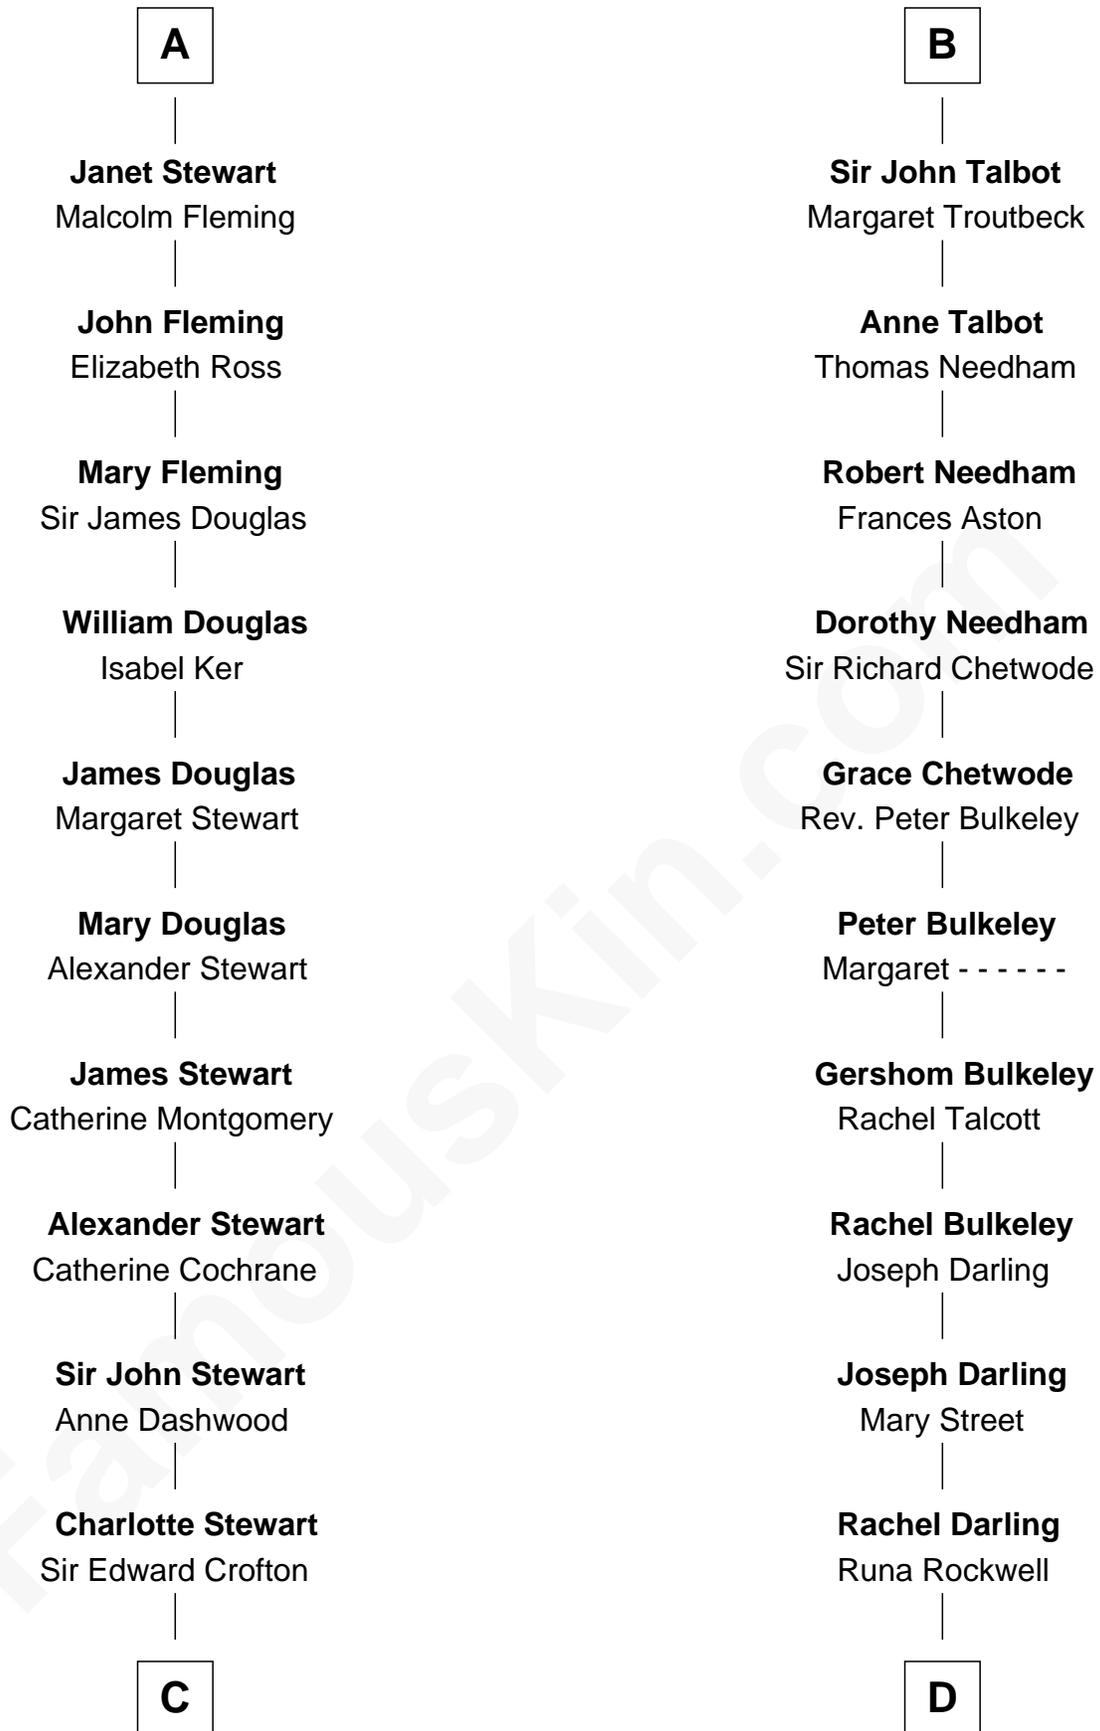 A
Janet Stewart
Malcolm Fleming
John Fleming
Elizabeth Ross
Mary Fleming
Sir James Douglas
William Douglas
Isabel Ker
James Douglas
Margaret Stewart
Mary Douglas
Alexander Stewart
James Stewart
Catherine Montgomery
Alexander Stewart
Catherine Cochrane
Sir John Stewart
Anne Dashwood
Charlotte Stewart
Sir Edward Crofton
C
B
Sir John Talbot
Margaret Troutbeck
Anne Talbot
Thomas Needham
Robert Needham
Frances Aston
Dorothy Needham
Sir Richard Chetwode
Grace Chetwode
Rev. Peter Bulkeley
Peter Bulkeley
Margaret - - - - - -
Gershom Bulkeley
Rachel Talcott
Rachel Bulkeley
Joseph Darling
Joseph Darling
Mary Street
Rachel Darling
Runa Rockwell
D
FamousKin.com